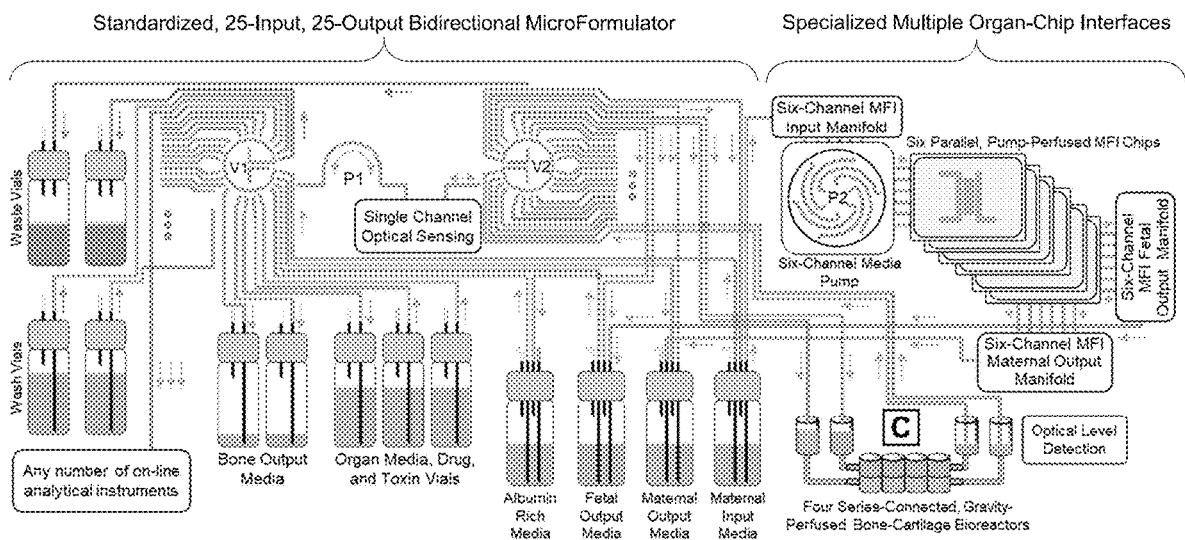 Standardized, 25-Input, 25-Output Bidirectional MicroFormulator
Specialized Multiple Organ-Chip Interfaces
Six-Channel MFI
Input Manifold
Six Parallel, Pump-Perfused MFI Chips
Waste Vials
V1
P1
V2
P2
Single Channel
Optical Sensing
Six-Channel Media
Pump
Six-Channel
MFI Fetal
Output Manifold
Six-Channel MFI
Maternal Output
Manifold
Wash Vials
C
Optical Level
Detection
Any number of on-line
analytical instruments
Bone Output
Media
Organ Media, Drug,
and Toxin Vials
Albumin
Rich
Media
Fetal
Output
Media
Maternal
Output
Media
Maternal
Input
Media
Four Series-Connected, Gravity-
Perfused Bone-Cartilage Bioreactors